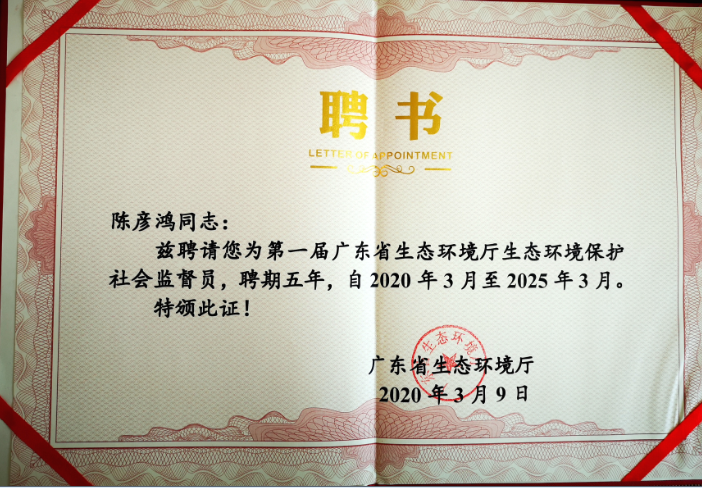 聘书
LETTER OF APPOINTMENT
陈彦鸿同志：
兹聘请您为第一届广东省生态环境厅生态环境保护
社会监督员，聘期五年，自2020年3月至2025年3月。
特颁此证！
广东省生态环境厅
2020年3月9日